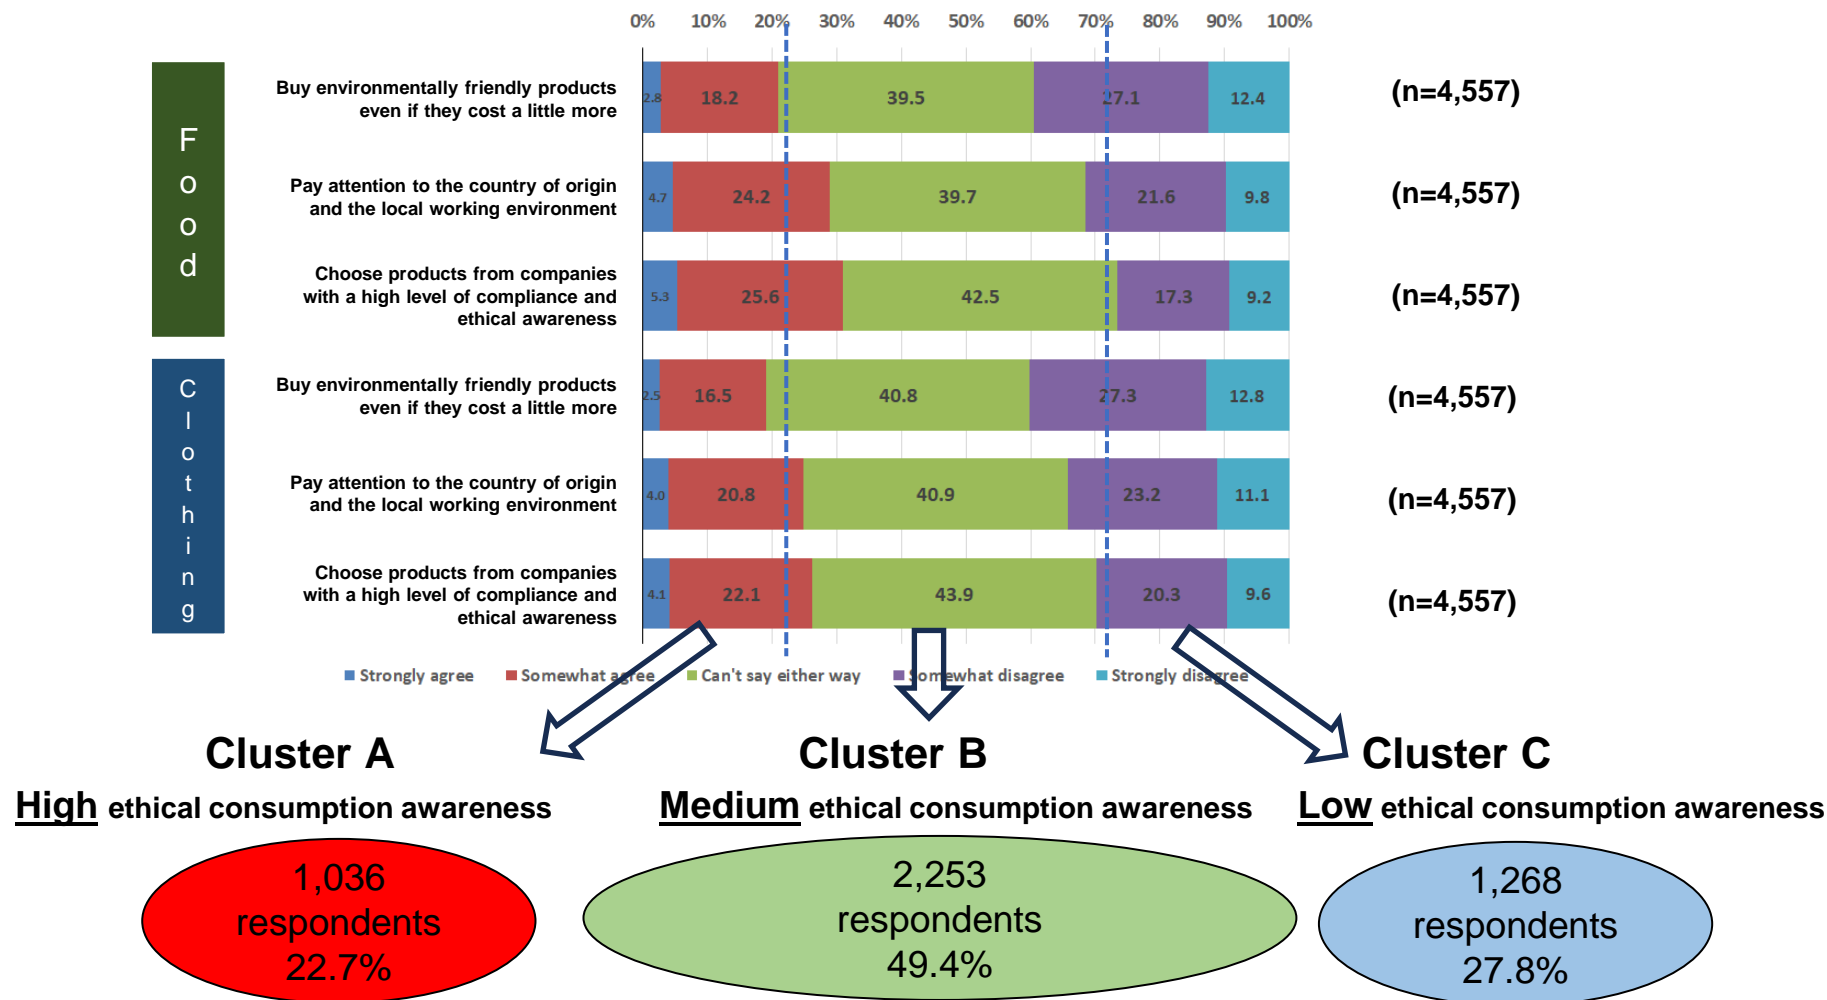 0% 10% 20% 30% 40% 50% 60% 70% 80% 90% 100%
Food
Buy environmentally friendly products
even if they cost a little more
2.8 18.2 39.5 27.1 12.4
(n=4,557)
Pay attention to the country of origin
and the local working environment
4.7 24.2 39.7 21.6 9.8
(n=4,557)
Choose products from companies
with a high level of compliance and
ethical awareness
5.3 25.6 42.5 17.3 9.2
(n=4,557)
Clothing
Buy environmentally friendly products
even if they cost a little more
2.5 16.5 40.8 27.3 12.8
(n=4,557)
Pay attention to the country of origin
and the local working environment
4.0 20.8 40.9 23.2 11.1
(n=4,557)
Choose products from companies
with a high level of compliance and
ethical awareness
4.1 22.1 43.9 20.3 9.6
(n=4,557)
Strongly agree Somewhat agree Can't say either way Somewhat disagree Strongly disagree
Cluster A
High ethical consumption awareness
1,036
respondents
22.7%
Cluster B
Medium ethical consumption awareness
2,253
respondents
49.4%
Cluster C
Low ethical consumption awareness
1,268
respondents
27.8%